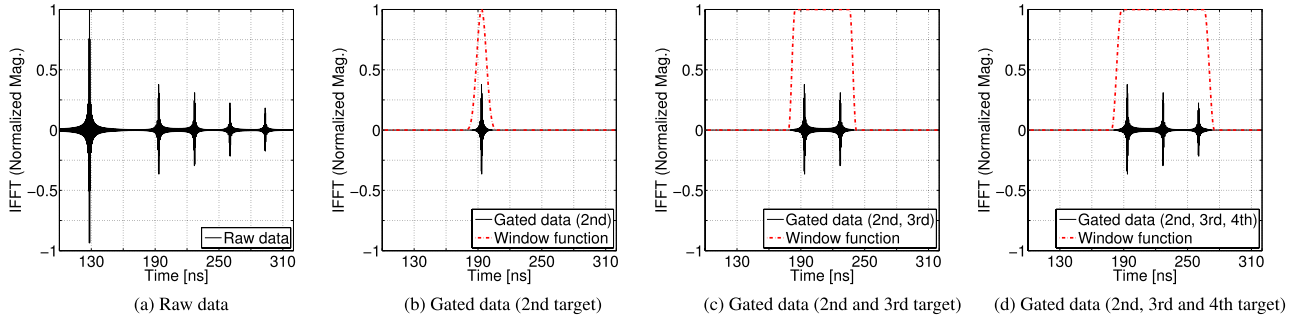 IFFT (Normalized Mag.)
1
0.5
0
−0.5
−1
130
190
250
310
Time [ns]
Raw data
(a) Raw data
IFFT (Normalized Mag.)
1
0.5
0
−0.5
−1
130
190
250
310
Time [ns]
Gated data (2nd)
Window function
(b) Gated data (2nd target)
IFFT (Normalized Mag.)
1
0.5
0
−0.5
−1
130
190
250
310
Time [ns]
Gated data (2nd, 3rd)
Window function
(c) Gated data (2nd and 3rd target)
IFFT (Normalized Mag.)
1
0.5
0
−0.5
−1
130
190
250
310
Time [ns]
Gated data (2nd, 3rd, 4th)
Window function
(d) Gated data (2nd, 3rd and 4th target)